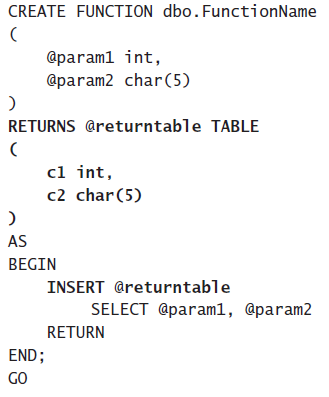 CREATE FUNCTION dbo.FunctionName
(
    @param1 int,
    @param2 char(5)
)
RETURNS @returntable TABLE
(
    c1 int,
    c2 char(5)
)
AS
BEGIN
    INSERT @returntable
        SELECT @param1, @param2
    RETURN
END;
GO